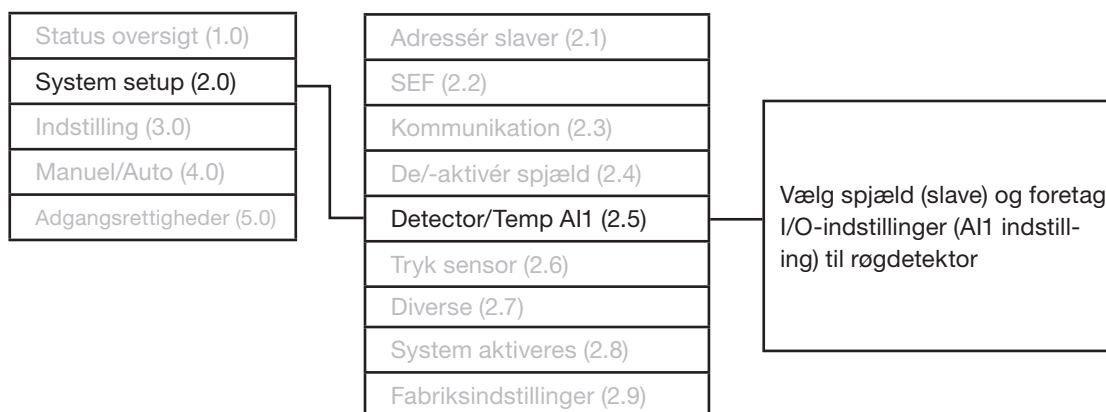 Status oversigt (1.0)
System setup (2.0)
Indstilling (3.0)
Manuel/Auto (4.0)
Adgangsrettigheder (5.0)
Adressér slaver (2.1)
SEF (2.2)
Kommunikation (2.3)
De/-aktivér spjæld (2.4)
Detector/Temp AI1 (2.5)
Tryk sensor (2.6)
Diverse (2.7)
System aktiveres (2.8)
Fabriksindstillinger (2.9)
Vælg spjæld (slave) og foretag
I/O-indstillinger (AI1 indstill-
ing) til røgdetektor